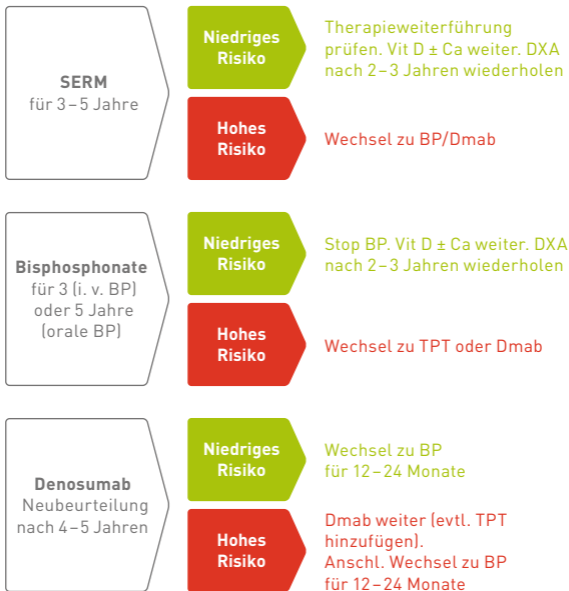 SERM
für 3–5 Jahre
Niedriges
Risiko
Therapieweiterführung
prüfen. Vit D ± Ca weiter. DXA
nach 2–3 Jahren wiederholen
Hohes
Risiko
Wechsel zu BP/Dmab
Bisphosphonate
für 3 (i. v. BP)
oder 5 Jahre
(orale BP)
Niedriges
Risiko
Stop BP. Vit D ± Ca weiter. DXA
nach 2–3 Jahren wiederholen
Hohes
Risiko
Wechsel zu TPT oder Dmab
Denosumab
Neubeurteilung
nach 4–5 Jahren
Niedriges
Risiko
Wechsel zu BP
für 12–24 Monate
Hohes
Risiko
Dmab weiter (evtl. TPT
hinzufügen).
Anschl. Wechsel zu BP
für 12–24 Monate